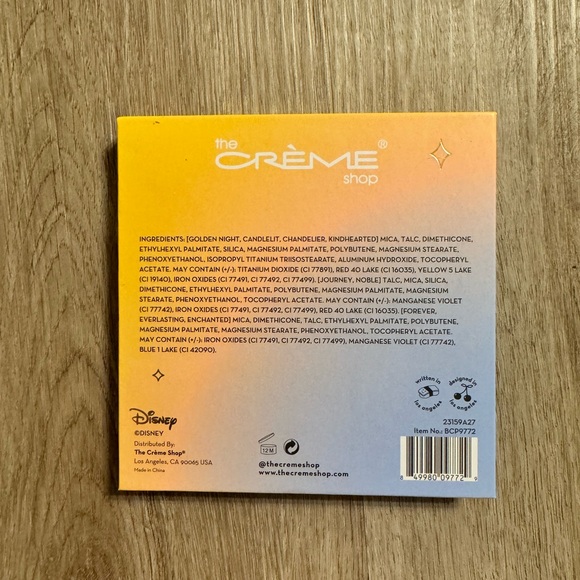 the
CRÈME®
shop
INGREDIENTS: [GOLDEN NIGHT, CANDLELIT, CHANDELIER, KINDHEARTED] MICA, TALC, DIMETHICONE,
ETHYLHEXYL PALMITATE, SILICA, MAGNESIUM PALMITATE, POLYBUTENE, MAGNESIUM STEARATE,
PHENOXYETHANOL, ISOPROPYL TITANIUM TRIISOSTEARATE, ALUMINUM HYDROXIDE, TOCOPHERYL
ACETATE. MAY CONTAIN (+/-): TITANIUM DIOXIDE (CI 77891), RED 40 LAKE (CI 16035), YELLOW 5 LAKE
(CI 19140), IRON OXIDES (CI 77491, CI 77492, CI 77499). [JOURNEY, NOBLE] TALC, MICA, SILICA,
DIMETHICONE, ETHYLHEXYL PALMITATE, POLYBUTENE, MAGNESIUM PALMITATE, MAGNESIUM
STEARATE, PHENOXYETHANOL, TOCOPHERYL ACETATE. MAY CONTAIN (+/-): MANGANESE VIOLET
(CI 77742), IRON OXIDES (CI 77491, CI 77492, CI 77499), RED 40 LAKE (CI 16035). [FOREVER,
EVERLASTING, ENCHANTED] MICA, DIMETHICONE, TALC, ETHYLHEXYL PALMITATE, POLYBUTENE,
MAGNESIUM PALMITATE, MAGNESIUM STEARATE, PHENOXYETHANOL, TOCOPHERYL ACETATE.
MAY CONTAIN (+/-): IRON OXIDES (CI 77491, CI 77492, CI 77499), MANGANESE VIOLET (CI 77742),
BLUE 1 LAKE (CI 42090).
written in
los angeles
designed in
los angeles
Disney
©DISNEY
Distributed By:
The Crème Shop®
Los Angeles, CA 90065 USA
Made in China
12 M
@thecremeshop
www.thecremeshop.com
23159A27
Item No.: BCP9772
8 49980 09772 9